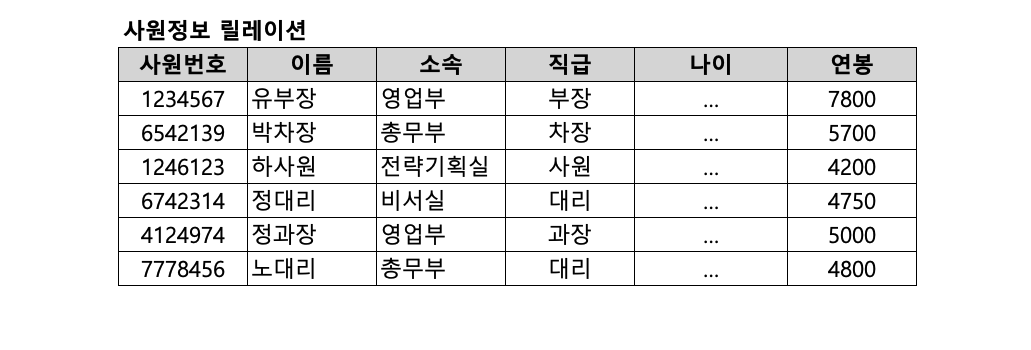 사원정보 릴레이션
사원번호 이름 소속 직급 나이 연봉
1234567 유부장 영업부 부장 ... 7800
6542139 박차장 총무부 차장 ... 5700
1246123 하사원 전략기획실 사원 ... 4200
6742314 정대리 비서실 대리 ... 4750
4124974 정과장 영업부 과장 ... 5000
7778456 노대리 총무부 대리 ... 4800